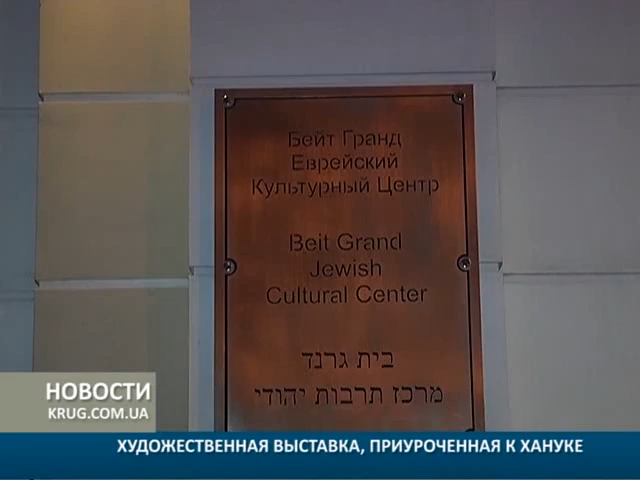 Бейт Гранд
Еврейский
Культурный Центр
Beit Grand
Jewish
Cultural Center
בית גרנד
מרכז תרבות יהודי
НОВОСТИ
KRUG.COM.UA
ХУДОЖЕСТВЕННАЯ ВЫСТАВКА, ПРИУРОЧЕННАЯ К ХАНУКЕ